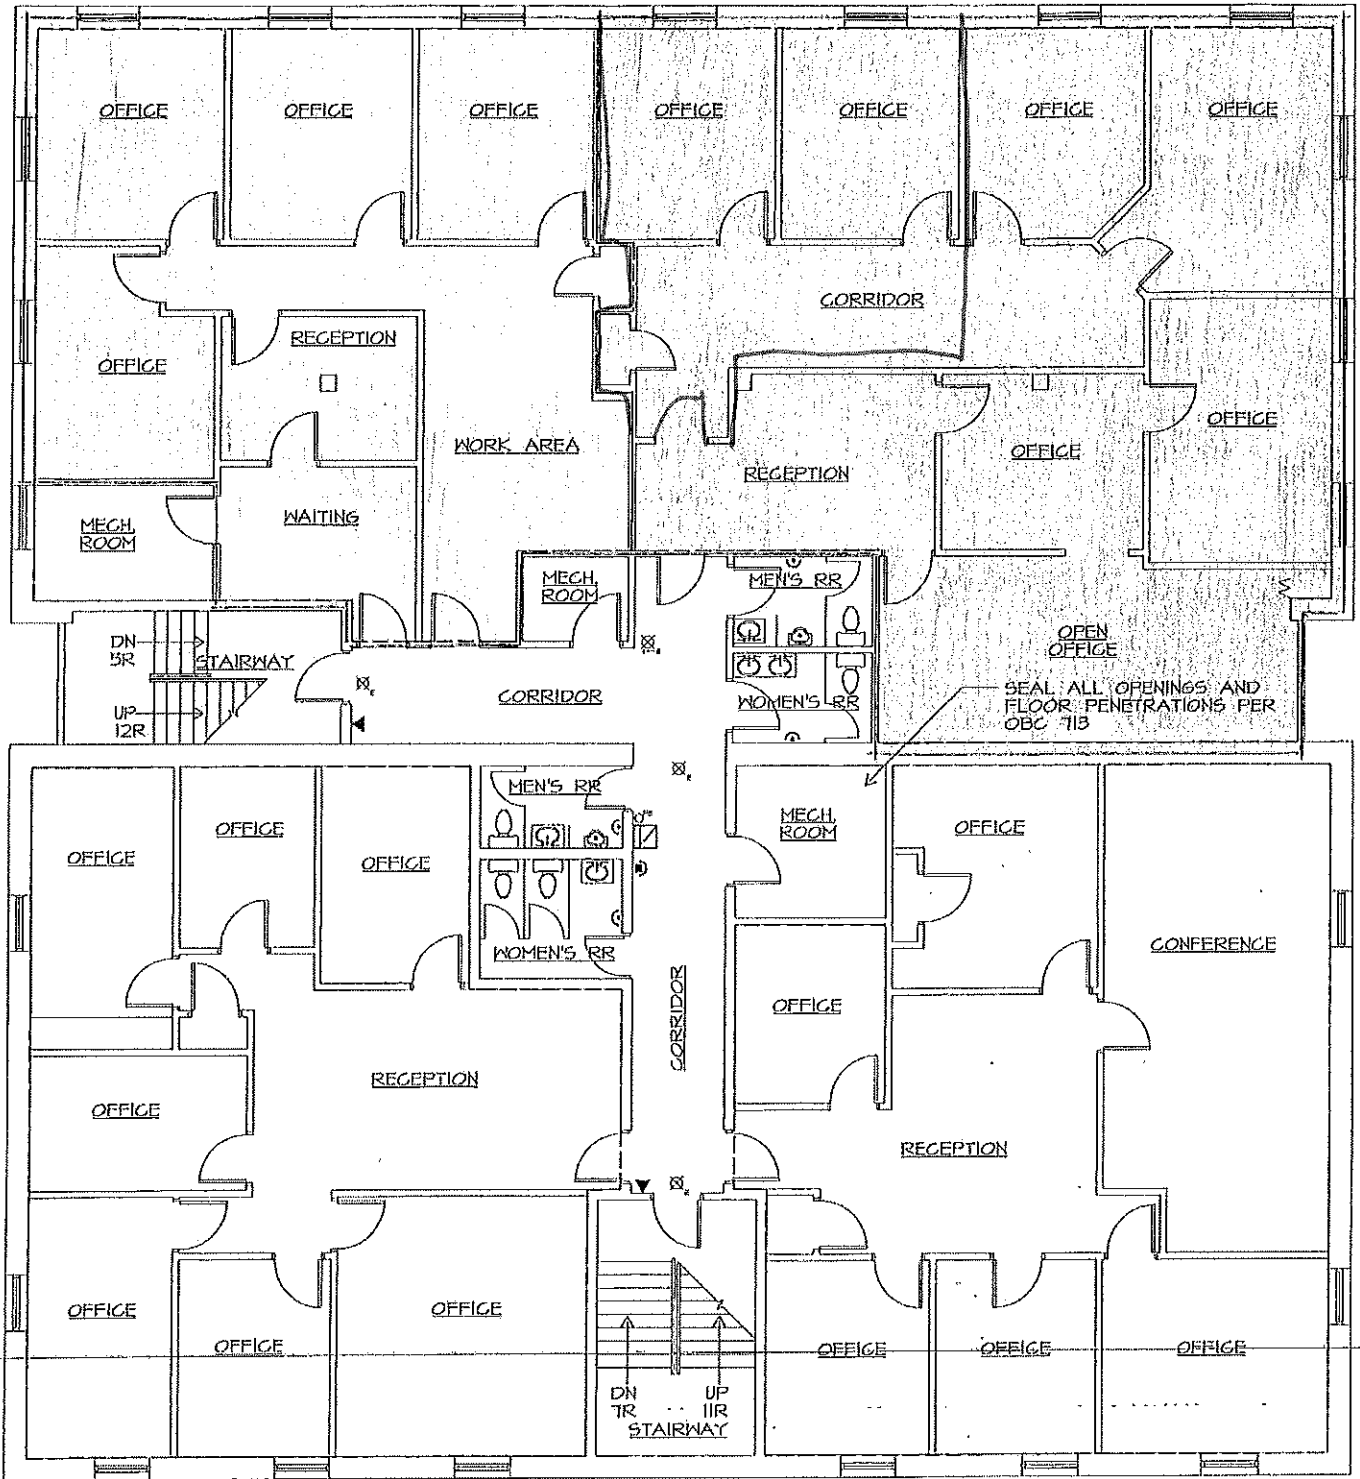 OFFICE
OFFICE
OFFICE
OFFICE
OFFICE
OFFICE
OFFICE
CORRIDOR
RECEPTION
OFFICE
OFFICE
WORK AREA
OFFICE
RECEPTION
WAITING
MECH.
ROOM
MECH.
ROOM
MEN'S RR
OPEN
OFFICE
DN
5R
STAIRWAY
CORRIDOR
WOMEN'S RR
SEAL ALL OPENINGS AND
FLOOR PENETRATIONS PER
OBC 713
UP
12R
MEN'S RR
MECH.
ROOM
OFFICE
OFFICE
OFFICE
OFFICE
CONFERENCE
WOMEN'S RR
CORRIDOR
OFFICE
RECEPTION
OFFICE
RECEPTION
OFFICE
OFFICE
OFFICE
OFFICE
OFFICE
OFFICE
DN
7R
UP
11R
STAIRWAY